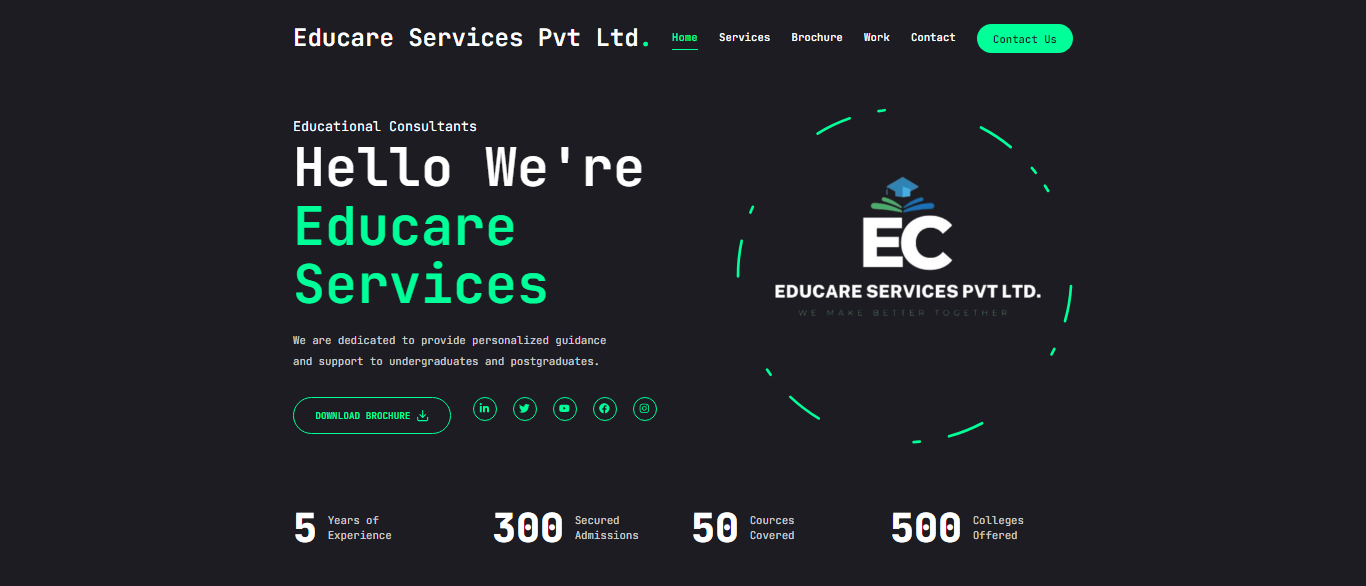 Educare Services Pvt Ltd.
Home Services Brochure Work Contact Contact Us
Educational Consultants
Hello We're
Educare
Services
We are dedicated to provide personalized guidance
and support to undergraduates and postgraduates.
DOWNLOAD BROCHURE
EC
EDUCARE SERVICES PVT LTD.
WE MAKE BETTER TOGETHER
5 Years of
Experience
300 Secured
Admissions
50 Cources
Covered
500 Colleges
Offered